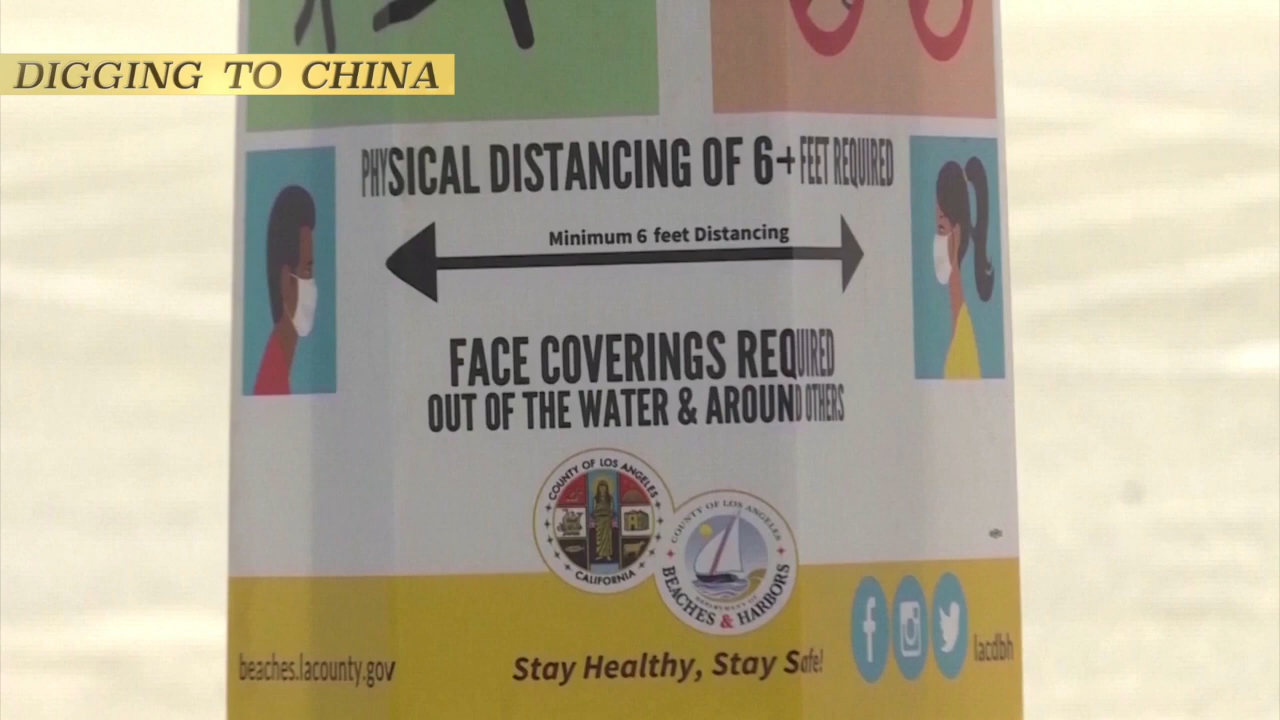 DIGGING TO CHINA
PHYSICAL DISTANCING OF 6+ FEET REQUIRED
Minimum 6 feet Distancing
FACE COVERINGS REQUIRED
OUT OF THE WATER & AROUND OTHERS
COUNTY OF LOS ANGELES
CALIFORNIA
COUNTY OF LOS ANGELES
DEPARTMENT OF
BEACHES & HARBORS
beaches.lacounty.gov
Stay Healthy, Stay Safe!
lacdbh